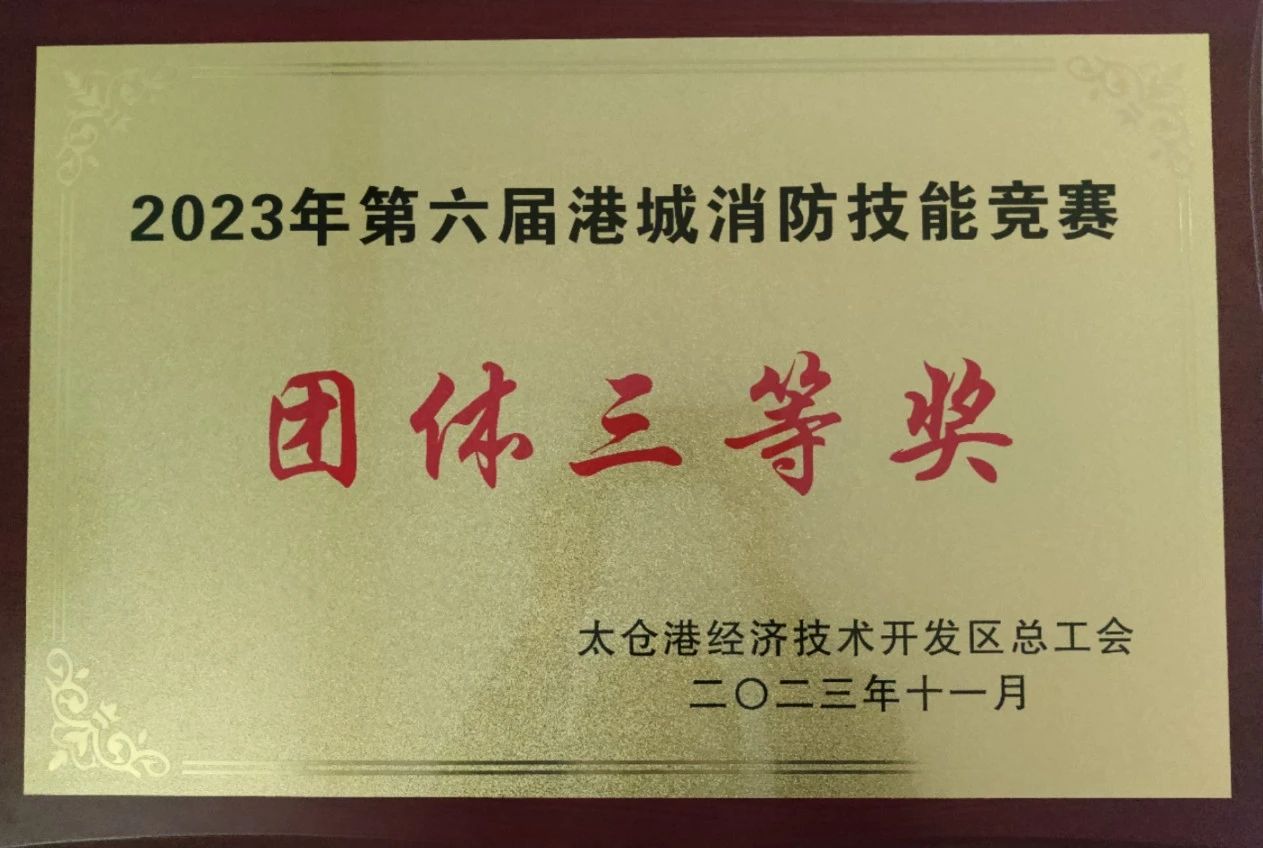 2023年第六届港城消防技能竞赛
团体三等奖
太仓港经济技术开发区总工会
二〇二三年十一月